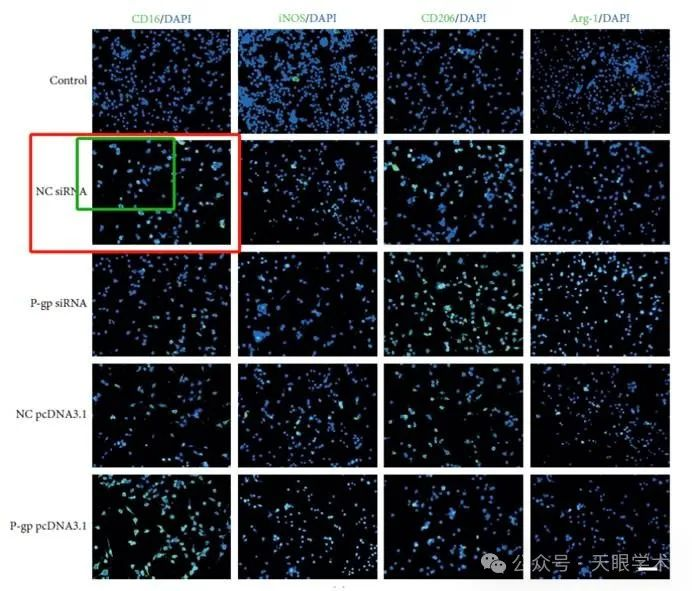 CD16/DAPI iNOS/DAPI CD206/DAPI Arg-1/DAPI
Control
NC siRNA
P-gp siRNA
NC pcDNA3.1
P-gp pcDNA3.1
公众号 · 天眼学术